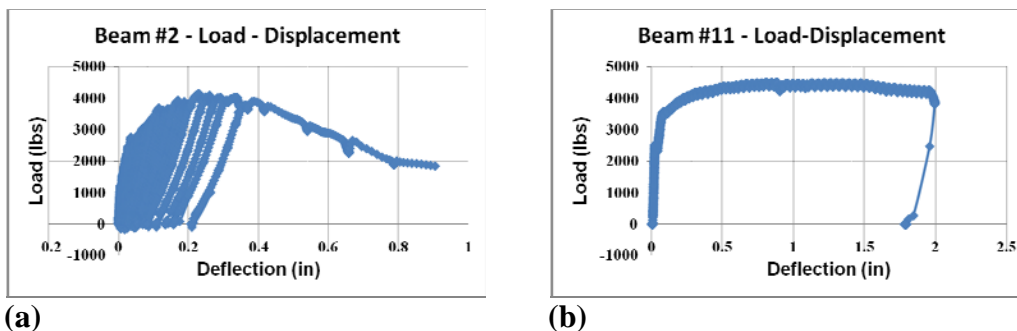 Beam #2 - Load - Displacement
5000
4000
3000
2000
1000
0
-1000
Load (lbs)
0.2 0 0.2 0.4 0.6 0.8 1
Deflection (in)
(a)
Beam #11 - Load-Displacement
5000
4000
3000
2000
1000
0
-1000
Load (lbs)
0 0.5 1 1.5 2 2.5
Deflection (in)
(b)